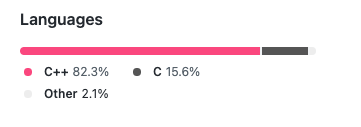 Languages
C++ 82.3% C 15.6%
Other 2.1%